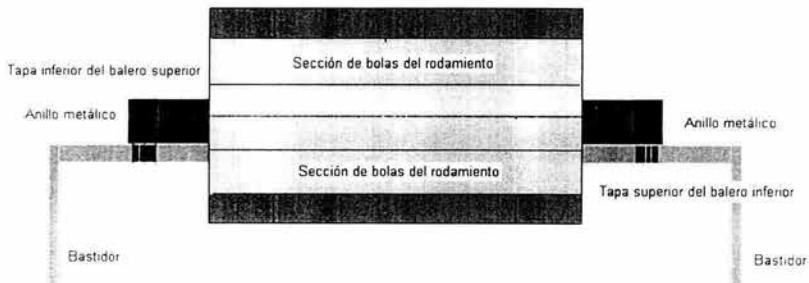 Sección de bolas del rodamiento
Tapa inferior del balero superior
Anillo metálico
Anillo metálico
Sección de bolas del rodamiento
Tapa superior del balero inferior
Bastidor
Bastidor